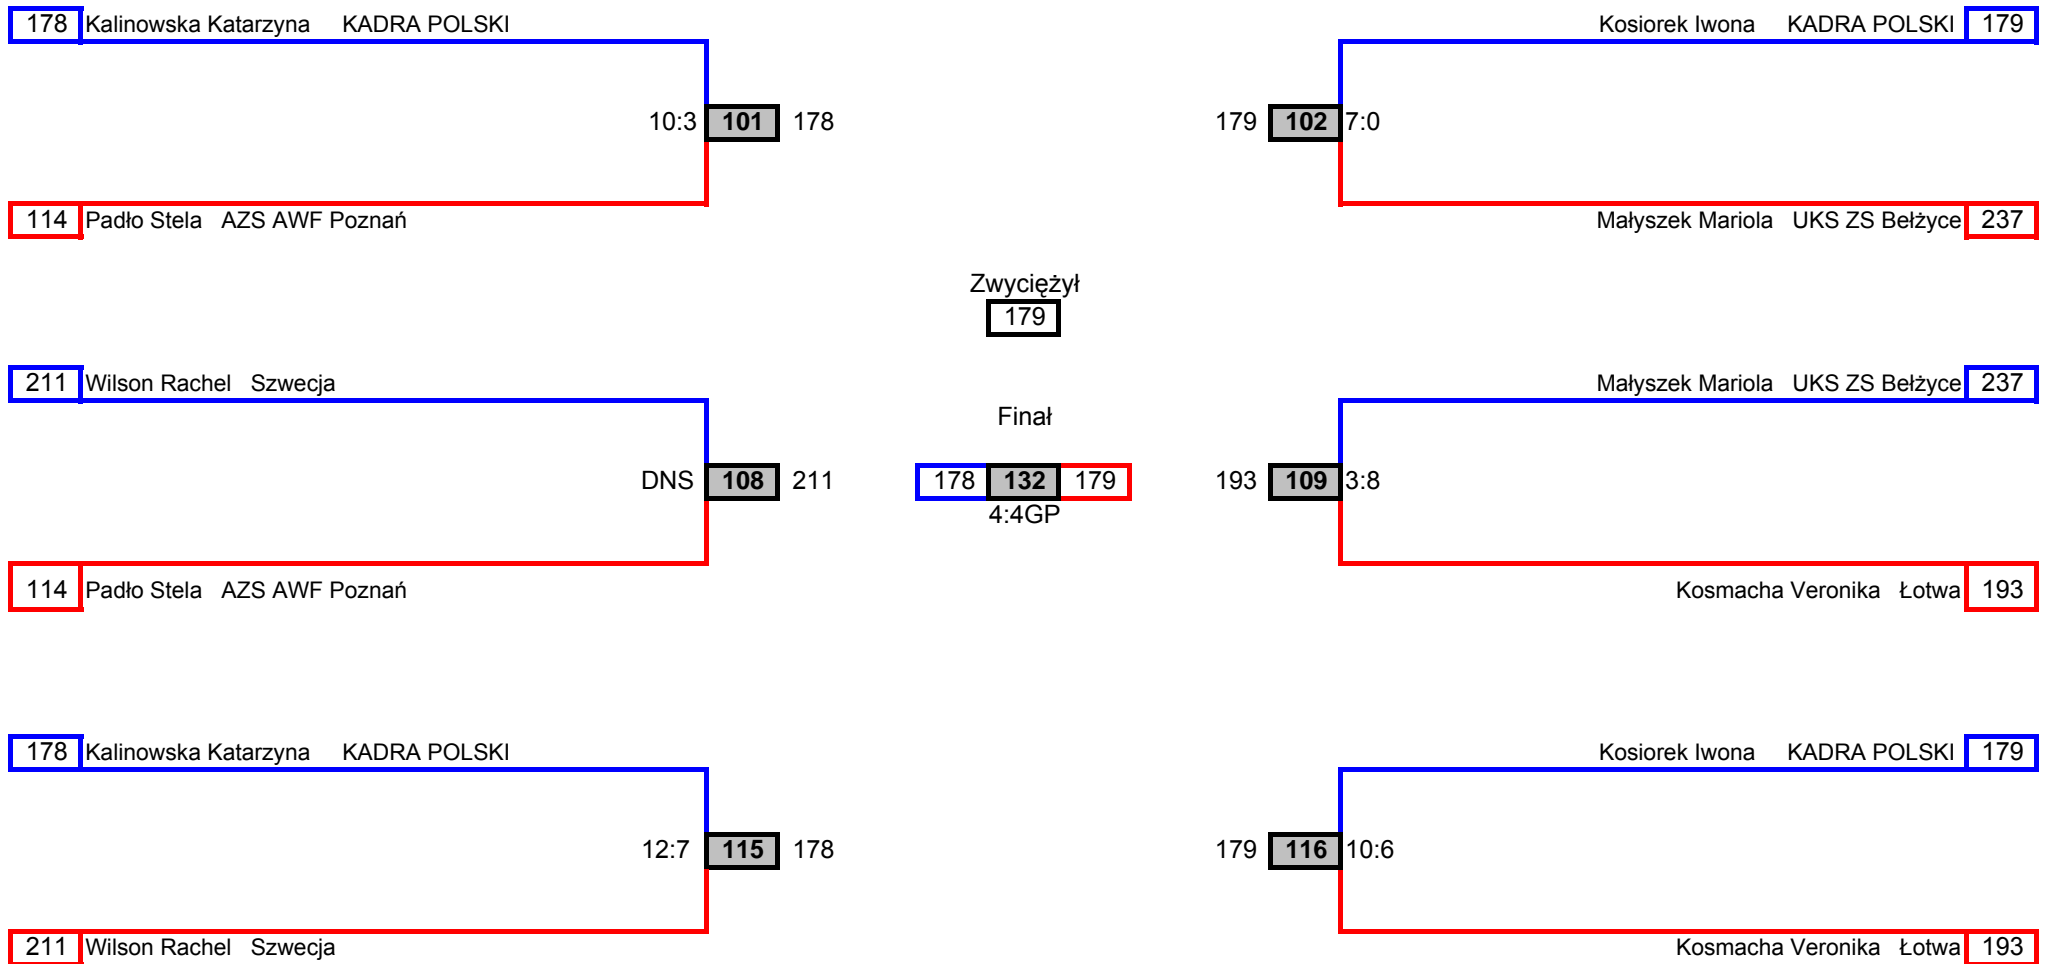 178 Kalinowska Katarzyna KADRA POLSKI Kosiorek Iwona KADRA POLSKI 179
10:3 101 178 179 102 7:0
114 Padło Stela AZS AWF Poznań Małyszek Mariola UKS ZS Bełżyce 237
Zwyciężył
179
211 Wilson Rachel Szwecja Małyszek Mariola UKS ZS Bełżyce 237
Finał
DNS 108 211 178 132 179 193 109 3:8
4:4GP
114 Padło Stela AZS AWF Poznań Kosmacha Veronika Łotwa 193
178 Kalinowska Katarzyna KADRA POLSKI Kosiorek Iwona KADRA POLSKI 179
12:7 115 178 179 116 10:6
211 Wilson Rachel Szwecja Kosmacha Veronika Łotwa 193